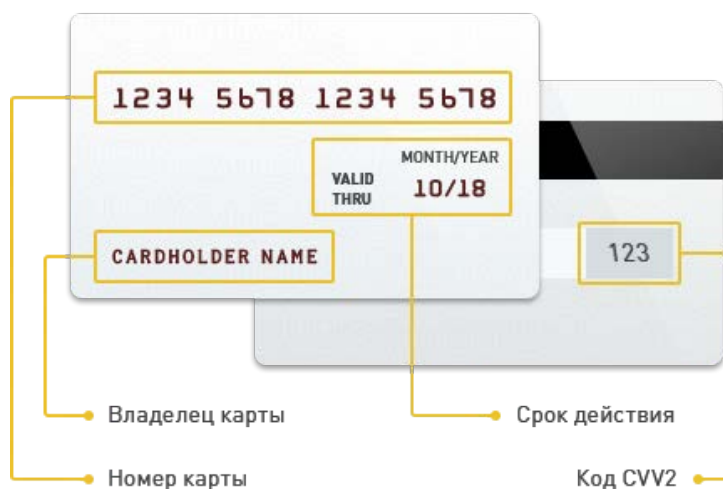 1234 5678 1234 5678
MONTH/YEAR
VALID THRU 10/18
CARDHOLDER NAME
123
Владелец карты
Срок действия
Номер карты
Код CVV2